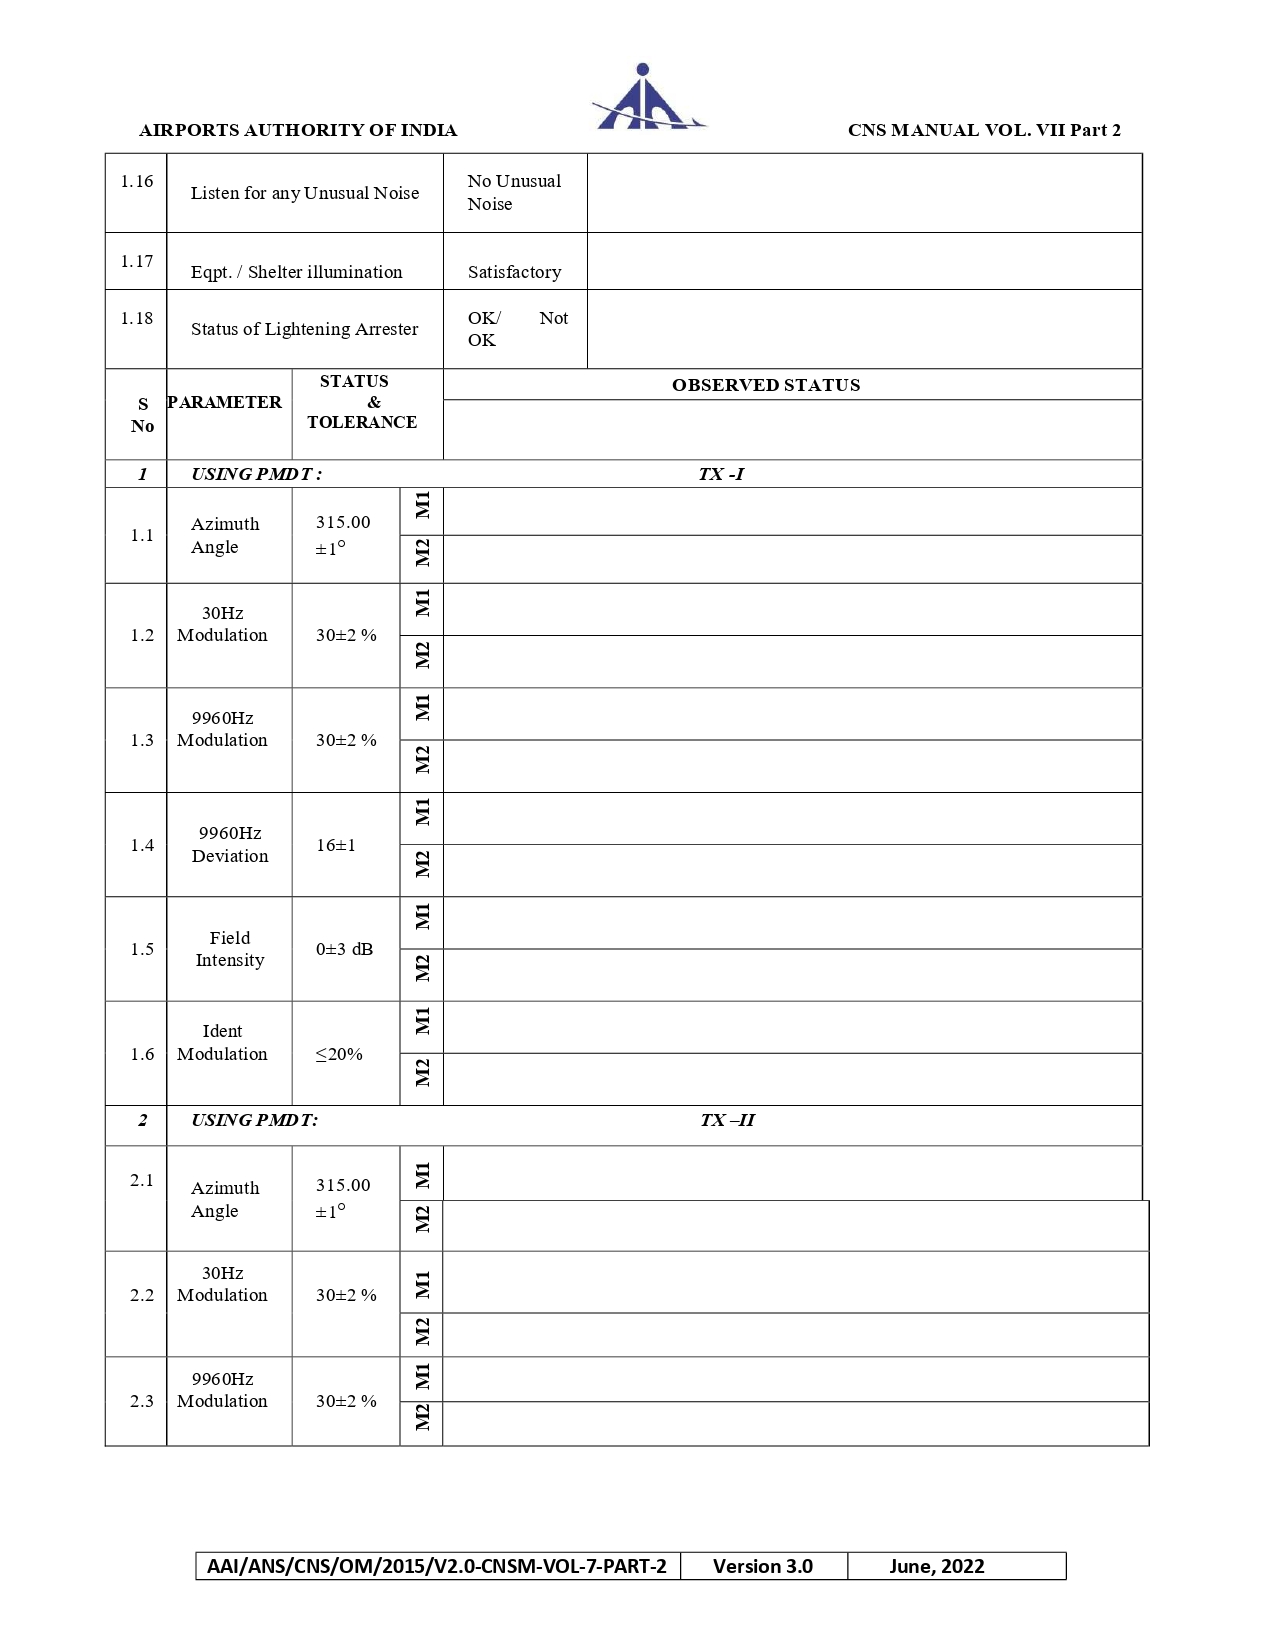 AIRPORTS AUTHORITY OF INDIA CNS MANUAL VOL. VII Part 2
1.16 Listen for any Unusual Noise No Unusual
Noise
1.17 Eqpt. / Shelter illumination Satisfactory
1.18 Status of Lightening Arrester OK/ Not
OK
S
No
PARAMETER
STATUS
&
TOLERANCE
OBSERVED STATUS
1 USING PMDT : TX -I
1.1
Azimuth
Angle
315.00
±1°
M1
M2
1.2
30Hz
Modulation
30±2 %
M1
M2
1.3
9960Hz
Modulation
30±2 %
M1
M2
1.4
9960Hz
Deviation
16±1
M1
M2
1.5
Field
Intensity
0±3 dB
M1
M2
1.6
Ident
Modulation
≤20%
M1
M2
2 USING PMDT: TX –II
2.1
Azimuth
Angle
315.00
±1°
M1
M2
2.2
30Hz
Modulation
30±2 %
M1
M2
2.3
9960Hz
Modulation
30±2 %
M1
M2
AAI/ANS/CNS/OM/2015/V2.0-CNSM-VOL-7-PART-2 Version 3.0 June, 2022